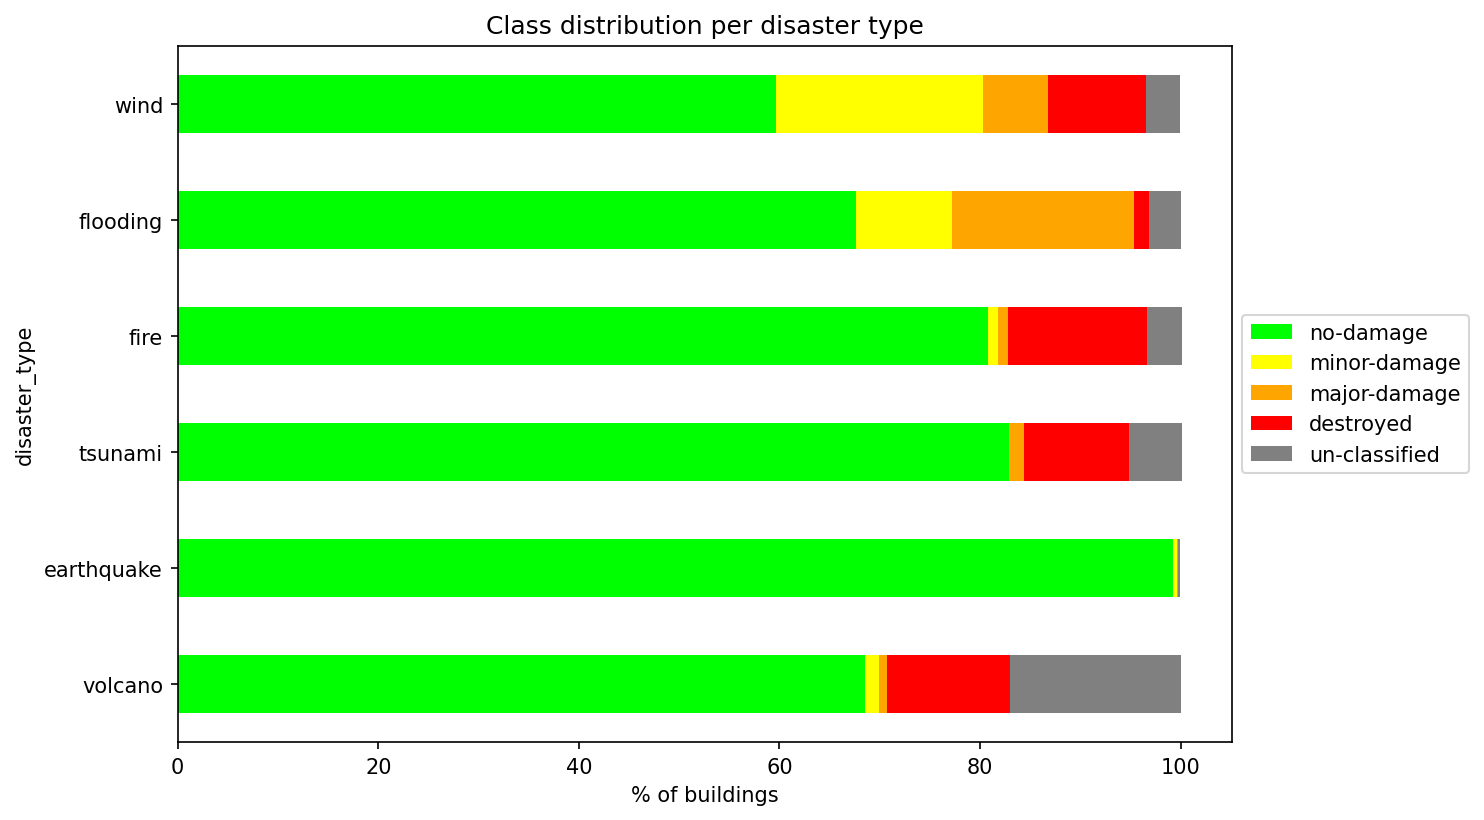 Class distribution per disaster type
wind
flooding
fire
tsunami
earthquake
volcano
disaster_type
0 20 40 60 80 100
% of buildings
no-damage
minor-damage
major-damage
destroyed
un-classified